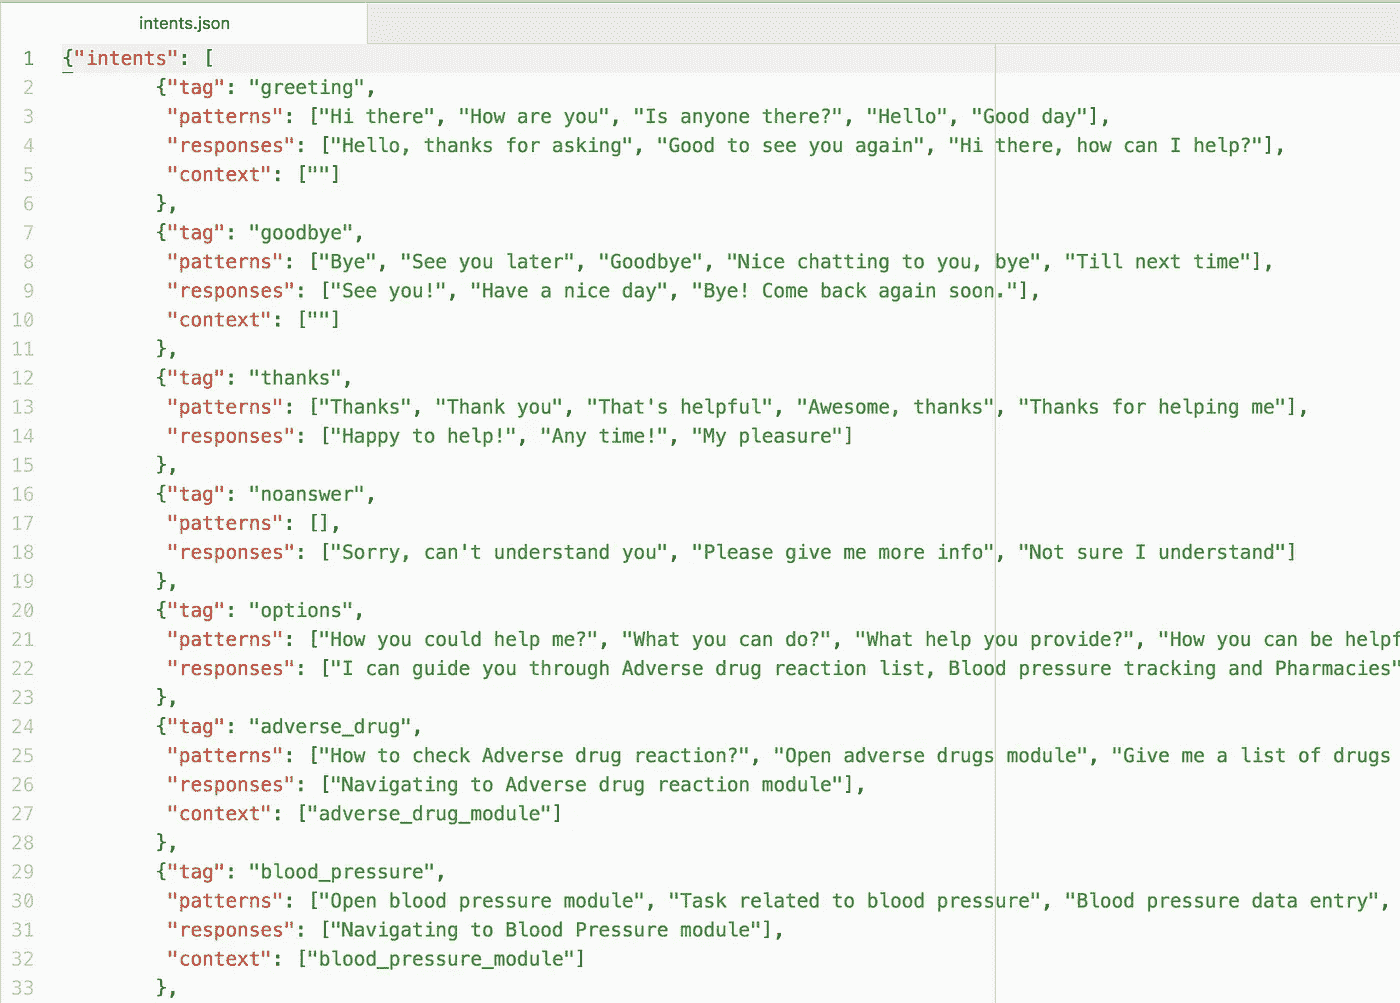 intents.json
1 {"intents": [
2 {"tag": "greeting",
3 "patterns": ["Hi there", "How are you", "Is anyone there?", "Hello", "Good day"],
4 "responses": ["Hello, thanks for asking", "Good to see you again", "Hi there, how can I help?"],
5 "context": [""]
6 },
7 {"tag": "goodbye",
8 "patterns": ["Bye", "See you later", "Goodbye", "Nice chatting to you, bye", "Till next time"],
9 "responses": ["See you!", "Have a nice day", "Bye! Come back again soon."],
10 "context": [""]
11 },
12 {"tag": "thanks",
13 "patterns": ["Thanks", "Thank you", "That's helpful", "Awesome, thanks", "Thanks for helping me"],
14 "responses": ["Happy to help!", "Any time!", "My pleasure"]
15 },
16 {"tag": "noanswer",
17 "patterns": [],
18 "responses": ["Sorry, can't understand you", "Please give me more info", "Not sure I understand"]
19 },
20 {"tag": "options",
21 "patterns": ["How you could help me?", "What you can do?", "What help you provide?", "How you can be helpf
22 "responses": ["I can guide you through Adverse drug reaction list, Blood pressure tracking and Pharmacies"
23 },
24 {"tag": "adverse_drug",
25 "patterns": ["How to check Adverse drug reaction?", "Open adverse drugs module", "Give me a list of drugs
26 "responses": ["Navigating to Adverse drug reaction module"],
27 "context": ["adverse_drug_module"]
28 },
29 {"tag": "blood_pressure",
30 "patterns": ["Open blood pressure module", "Task related to blood pressure", "Blood pressure data entry",
31 "responses": ["Navigating to Blood Pressure module"],
32 "context": ["blood_pressure_module"]
33 },